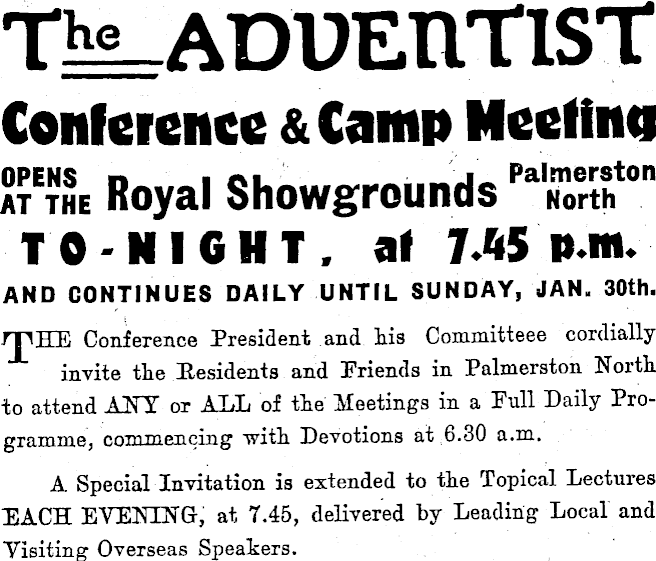 The ADVENTIST
Conference & Camp Meeting
OPENS AT THE Royal Showgrounds Palmerston North
TO-NIGHT, at 7.45 p.m.
AND CONTINUES DAILY UNTIL SUNDAY, JAN. 30th.
THE Conference President and his Committeee cordially
invite the Residents and Friends in Palmerston North
to attend ANY or ALL of the Meetings in a Full Daily Pro-
gramme, commencing with Devotions at 6.30 a.m.
A Special Invitation is extended to the Topical Lectures
EACH EVENING, at 7.45, delivered by Leading Local and
Visiting Overseas Speakers.